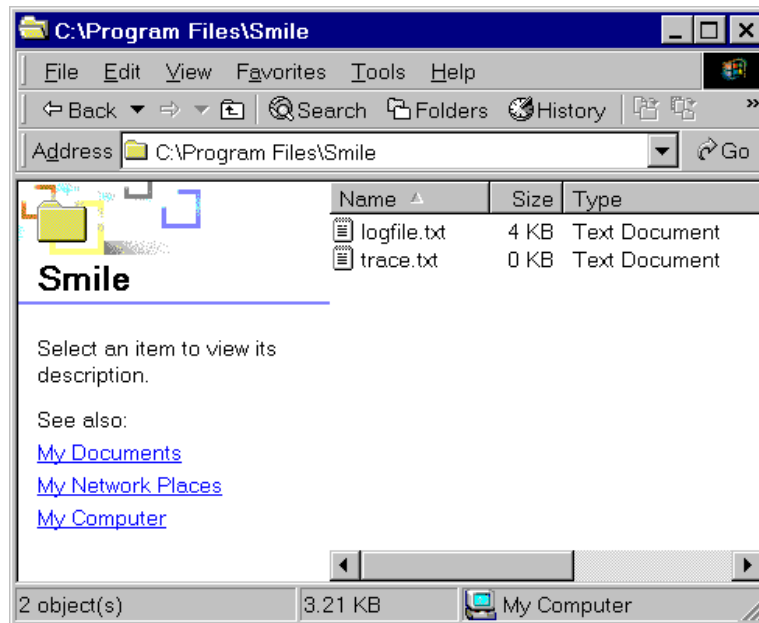 C:\Program Files\Smile
File Edit View Favorites Tools Help
Back Search Folders History »
Address C:\Program Files\Smile Go
Name Size Type
logfile.txt 4 KB Text Document
trace.txt 0 KB Text Document
Smile
Select an item to view its
description.
See also:
My Documents
My Network Places
My Computer
2 object(s) 3.21 KB My Computer